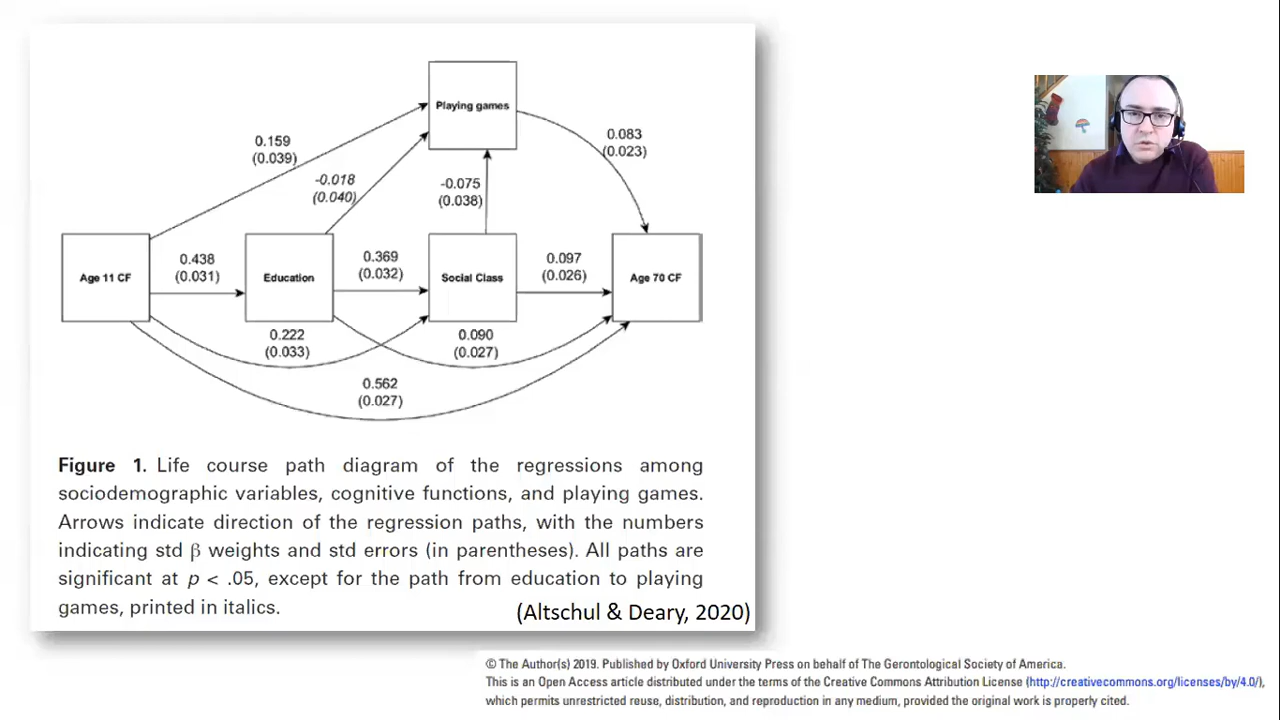 Playing games
0.159
(0.039)
-0.018
(0.040)
-0.075
(0.038)
0.083
(0.023)
Age 11 CF
0.438
(0.031)
Education
0.369
(0.032)
Social Class
0.097
(0.026)
Age 70 CF
0.222
(0.033)
0.090
(0.027)
0.562
(0.027)
Figure 1. Life course path diagram of the regressions among
sociodemographic variables, cognitive functions, and playing games.
Arrows indicate direction of the regression paths, with the numbers
indicating std β weights and std errors (in parentheses). All paths are
significant at p < .05, except for the path from education to playing
games, printed in italics.
(Altschul & Deary, 2020)
© The Author(s) 2019. Published by Oxford University Press on behalf of The Gerontological Society of America.
This is an Open Access article distributed under the terms of the Creative Commons Attribution License (http://creativecommons.org/licenses/by/4.0/),
which permits unrestricted reuse, distribution, and reproduction in any medium, provided the original work is properly cited.